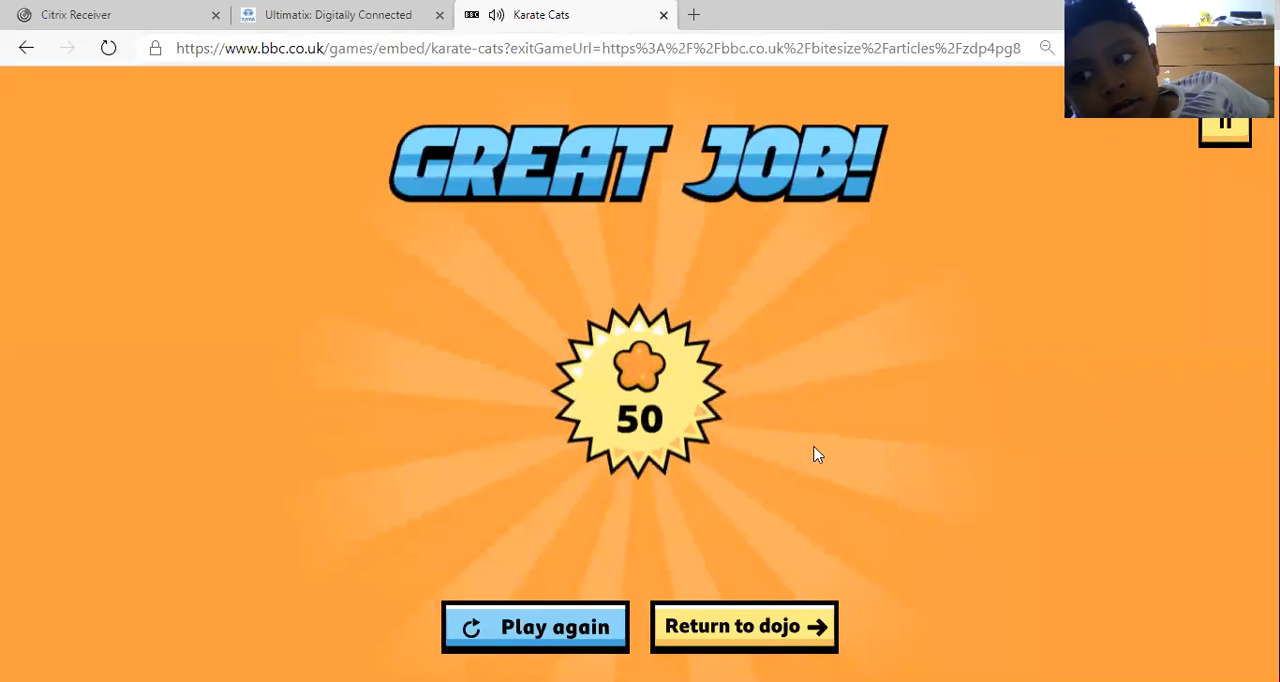 Citrix Receiver
Ultimatix: Digitally Connected
BBC
Karate Cats
https://www.bbc.co.uk/games/embed/karate-cats?exitGameUrl=https%3A%2F%2Fbbc.co.uk%2Fbitesize%2Farticles%2Fzdp4pg8
GREAT JOB!
50
Play again
Return to dojo